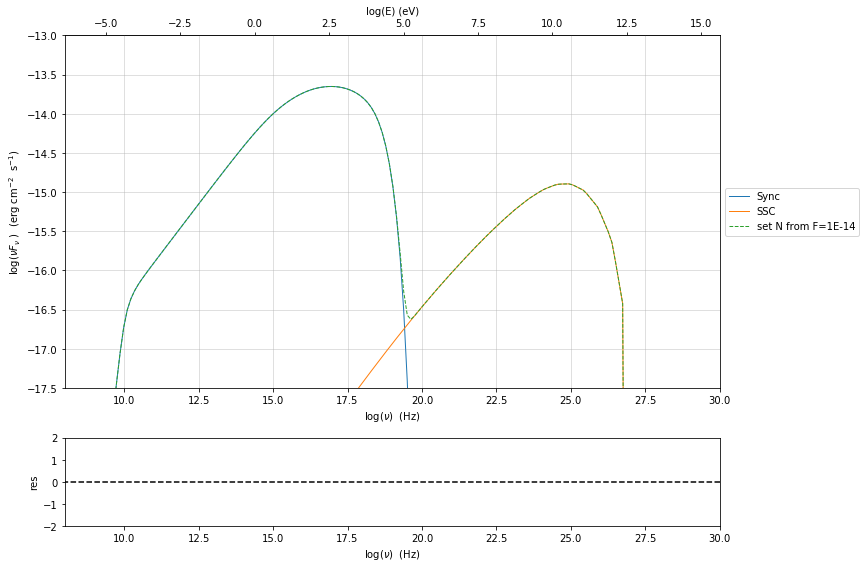 log(E) (eV)
−5.0 −2.5 0.0 2.5 5.0 7.5 10.0 12.5 15.0
log(νFν ) (erg cm⁻² s⁻¹)
−13.0
−13.5
−14.0
−14.5
−15.0
−15.5
−16.0
−16.5
−17.0
−17.5
10.0 12.5 15.0 17.5 20.0 22.5 25.0 27.5 30.0
log(ν) (Hz)
Sync
SSC
set N from F=1E-14
res
2
1
0
−1
−2
10.0 12.5 15.0 17.5 20.0 22.5 25.0 27.5 30.0
log(ν) (Hz)